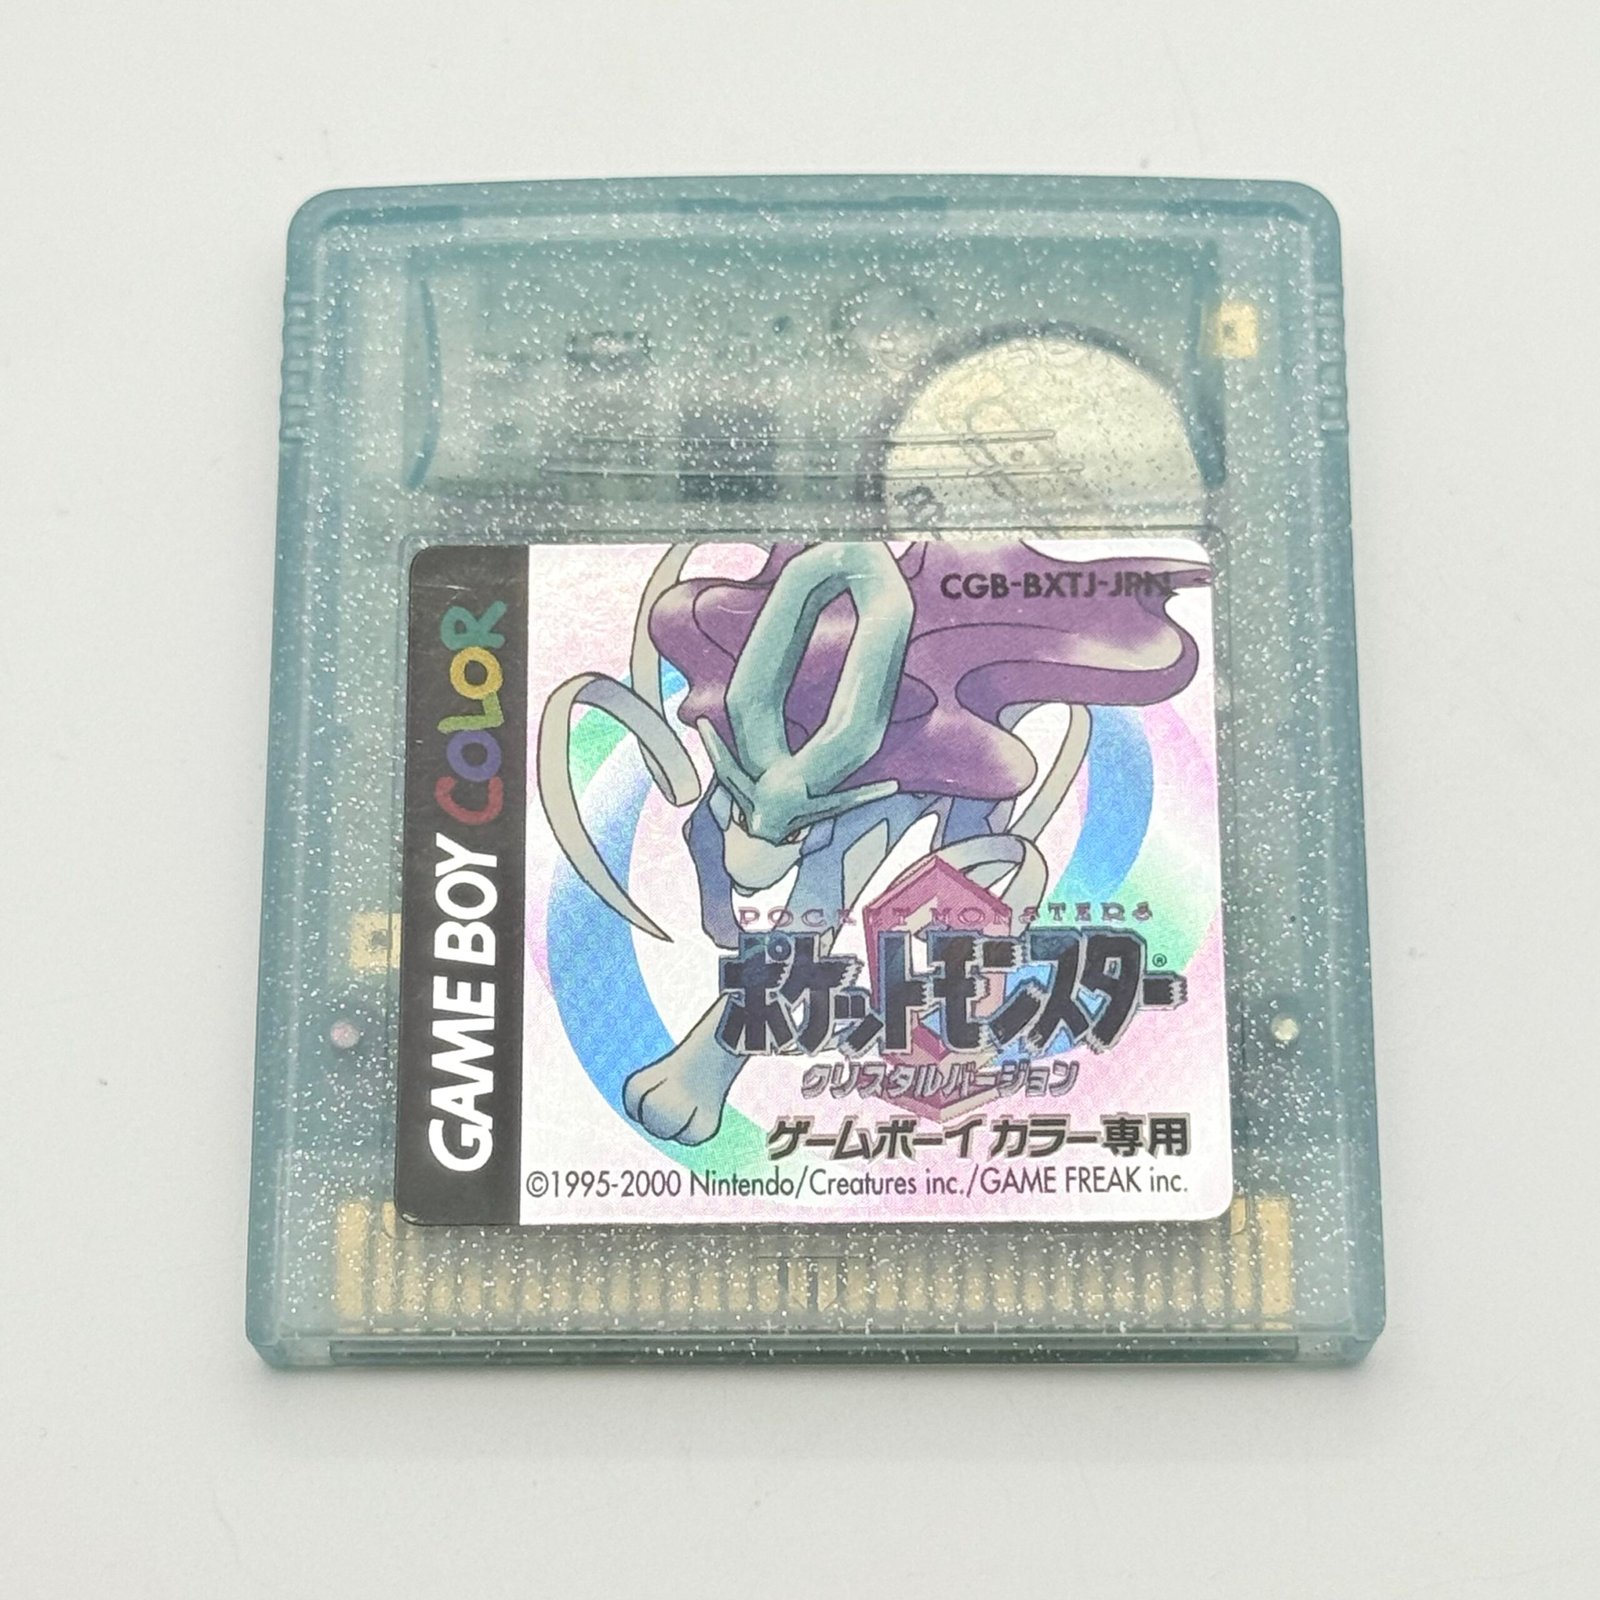 CGB-BXTJ-JPN
GAME BOY COLOR
POCKET MONSTERS
ポケットモンスター®
クリスタルバージョン
ゲームボーイカラー専用
©1995-2000 Nintendo/Creatures inc./GAME FREAK inc.